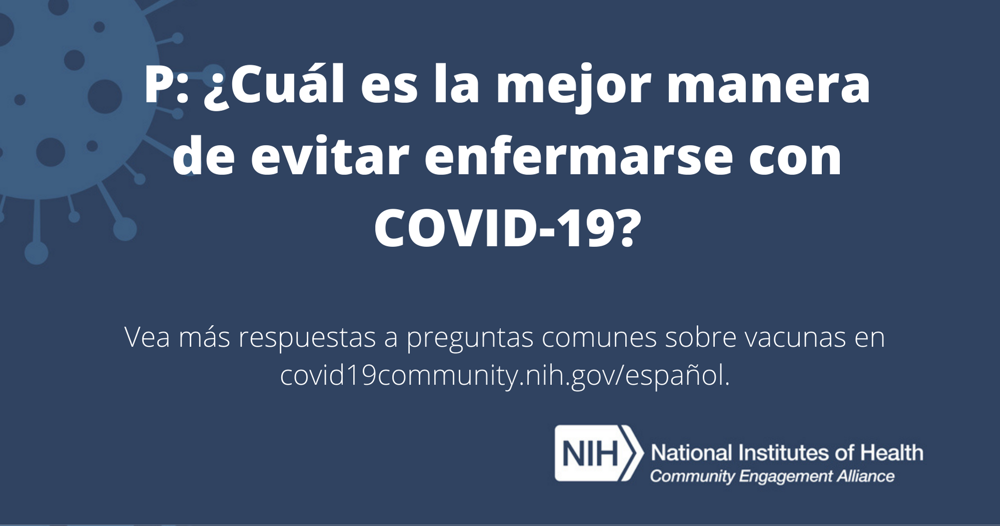 P: ¿Cuál es la mejor manera
de evitar enfermarse con
COVID-19?
Vea más respuestas a preguntas comunes sobre vacunas en
covid19community.nih.gov/español.
NIH
National Institutes of Health
Community Engagement Alliance